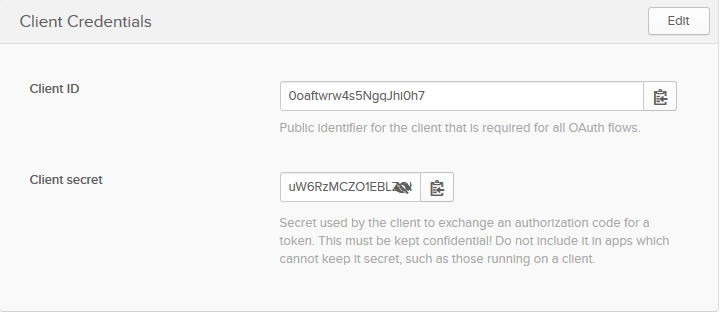 Client Credentials
Edit
Client ID
0oaftwrw4s5NgqJhi0h7
Public identifier for the client that is required for all OAuth flows.
Client secret
Secret used by the client to exchange an authorization code for a
token. This must be kept confidential! Do not include it in apps which
cannot keep it secret, such as those running on a client.